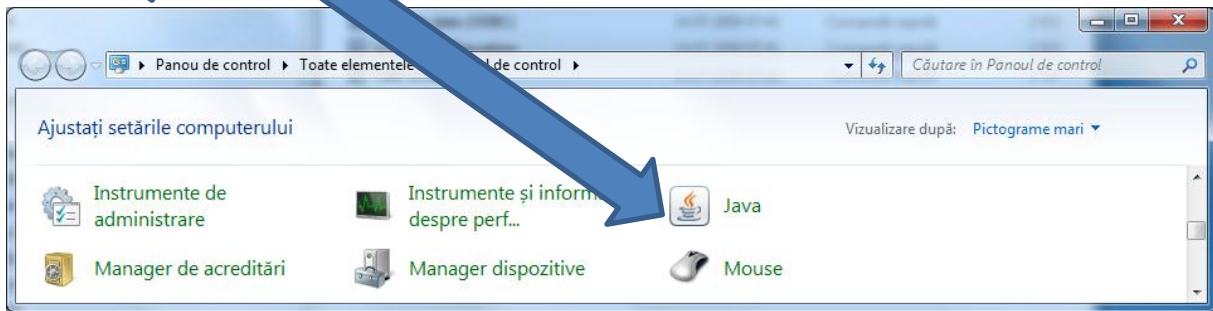 Panou de control ▸ Toate elementele de control ▸
Căutare în Panoul de control
Ajustați setările computerului
Vizualizare după: Pictograme mari
Instrumente de
administrare
Instrumente și
despre perf...
Java
Manager de acreditări
Manager dispozitive
Mouse